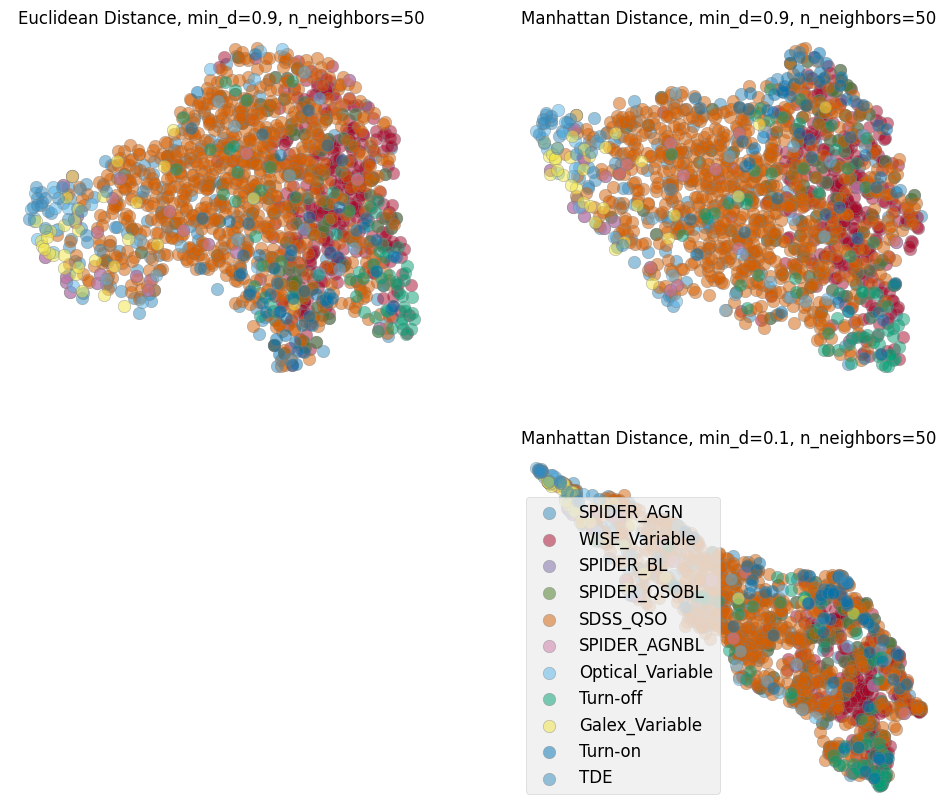 Euclidean Distance, min_d=0.9, n_neighbors=50
Manhattan Distance, min_d=0.9, n_neighbors=50
Manhattan Distance, min_d=0.1, n_neighbors=50
SPIDER_AGN
WISE_Variable
SPIDER_BL
SPIDER_QSOBL
SDSS_QSO
SPIDER_AGNBL
Optical_Variable
Turn-off
Galex_Variable
Turn-on
TDE